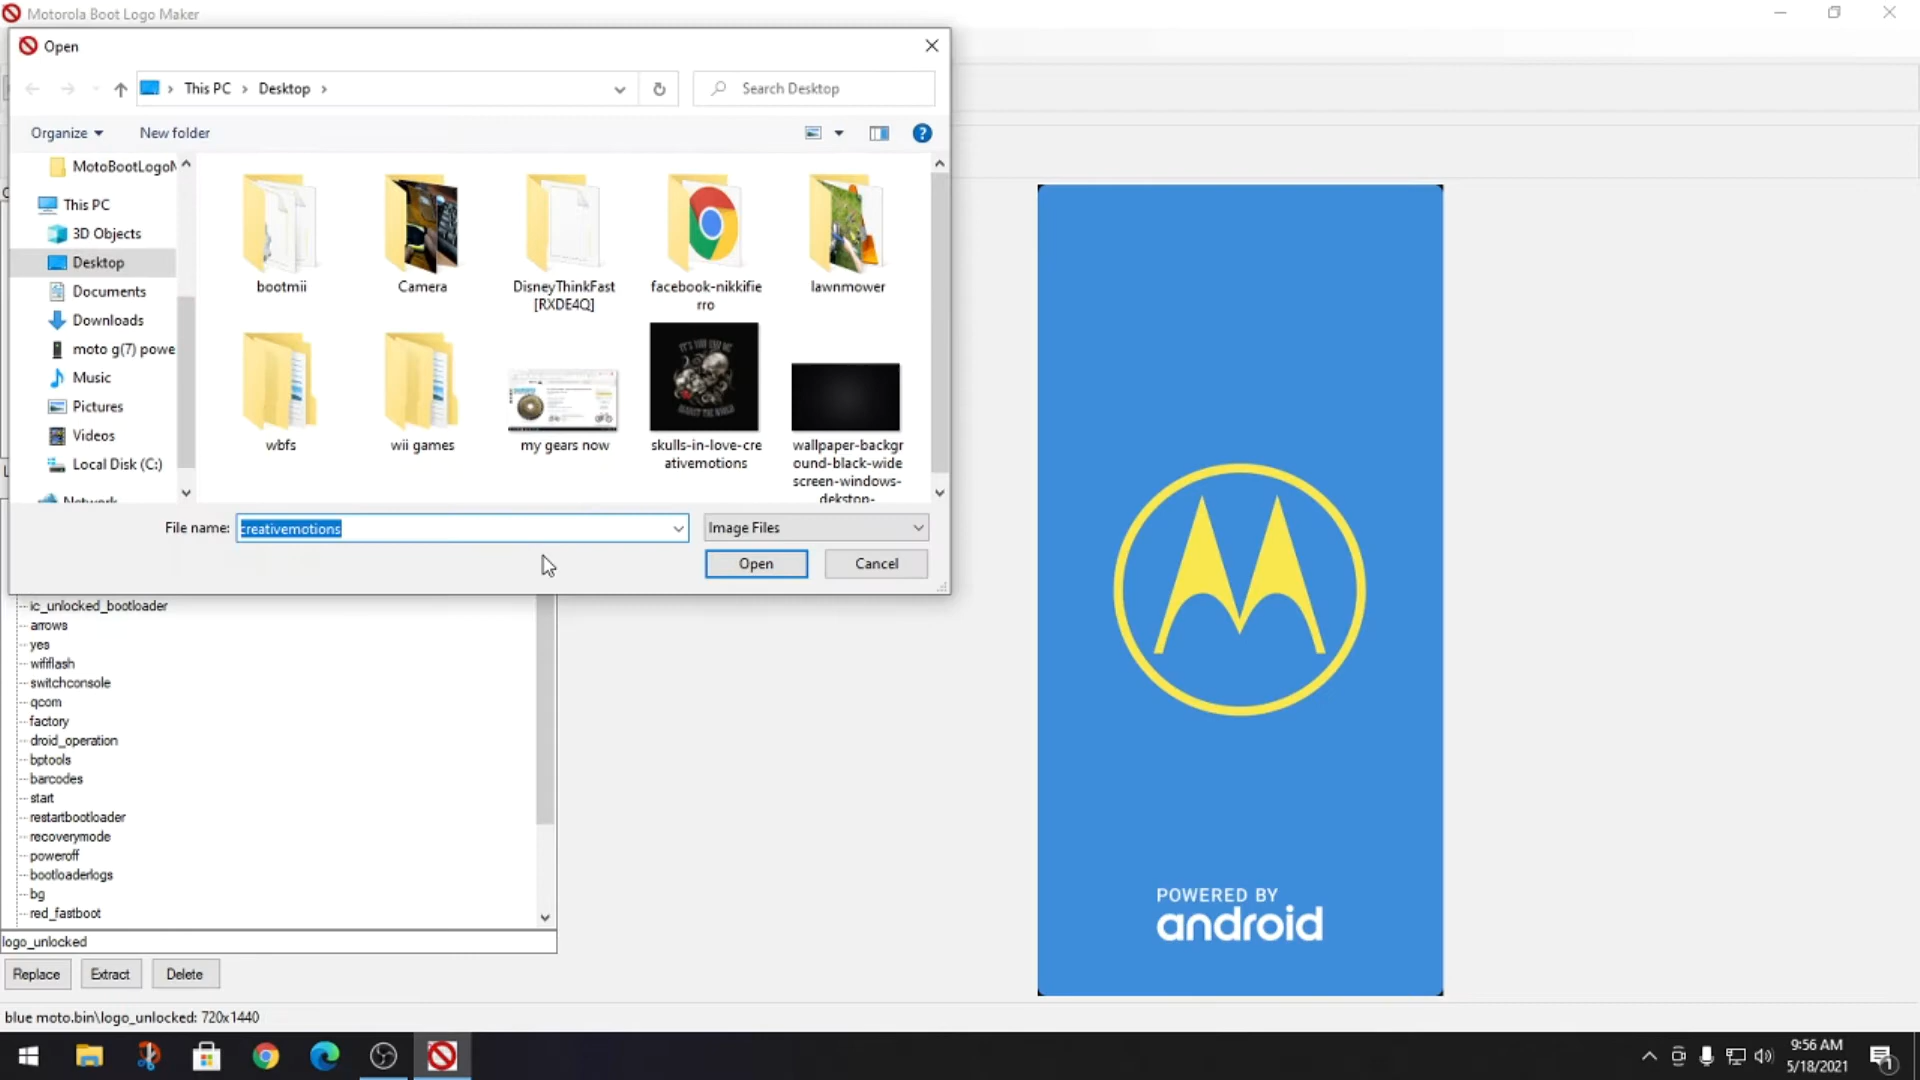 Motorola Boot Logo Maker
Open
This PC
Desktop
Search Desktop
Organize
New folder
MotoBootLogoM
This PC
3D Objects
Desktop
Documents
Downloads
moto g(7) powe
Music
Pictures
Videos
Local Disk (C:)
Network
bootmii
Camera
DisneyThinkFast
[RXDE4Q]
facebook-nikkifie
rro
lawnmower
wbfs
wii games
my gears now
skulls-in-love-cre
ativemotions
wallpaper-backgr
ound-black-wide
screen-windows-
dekstop-
File name:
creativemotions
Image Files
Open
Cancel
ic_unlocked_bootloader
arrows
yes
wififlash
switchconsole
qcom
factory
droid_operation
bptools
barcodes
start
restartbootloader
recoverymode
poweroff
bootloaderlogs
bg
red_fastboot
logo_unlocked
Replace
Extract
Delete
blue moto.bin\logo_unlocked: 720x1440
POWERED BY
android
9:56 AM
5/18/2021
1